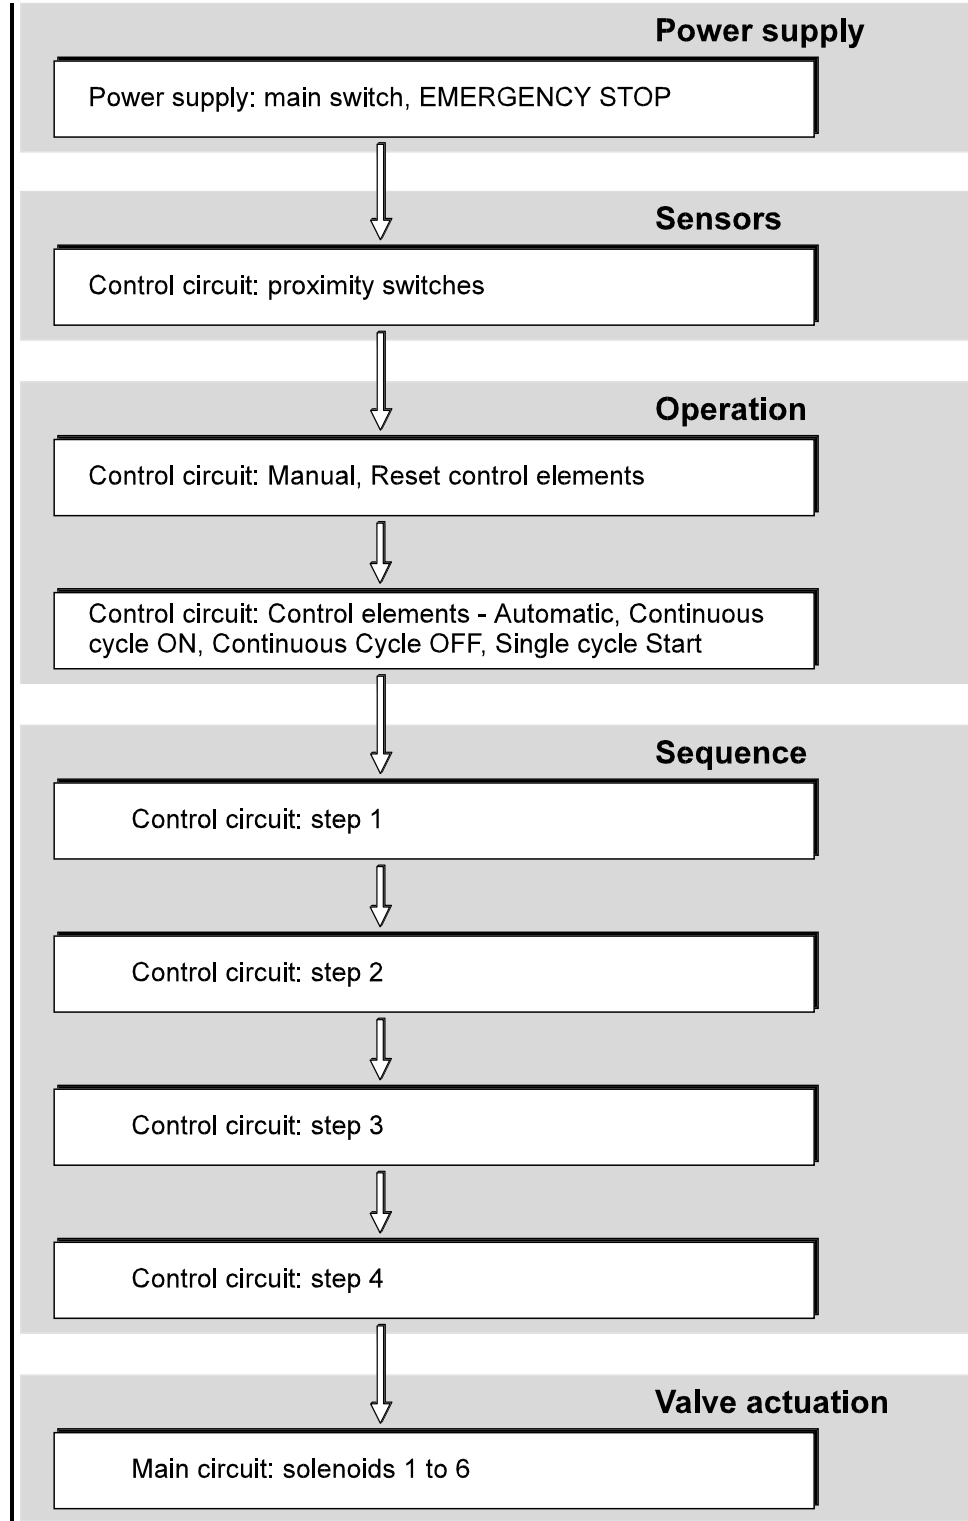 Power supply
Power supply: main switch, EMERGENCY STOP
Sensors
Control circuit: proximity switches
Operation
Control circuit: Manual, Reset control elements
Control circuit: Control elements - Automatic, Continuous
cycle ON, Continuous Cycle OFF, Single cycle Start
Sequence
Control circuit: step 1
Control circuit: step 2
Control circuit: step 3
Control circuit: step 4
Valve actuation
Main circuit: solenoids 1 to 6